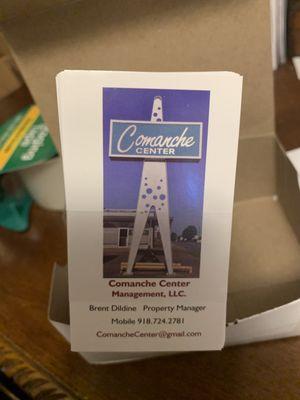 Comanche
CENTER
Comanche Center
Management, LLC.
Brent Dildine Property Manager
Mobile 918.724.2781
ComancheCenter@gmail.com